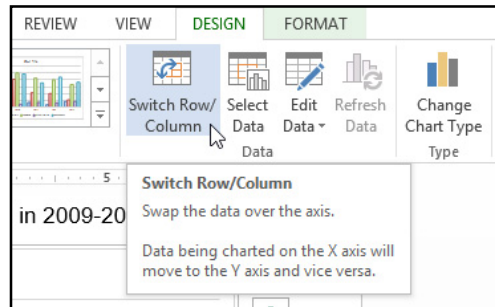 REVIEW VIEW DESIGN FORMAT
Switch Row/ Select Edit Refresh Change
Column Data Data Data Chart Type
Data Type
5
in 2009-20
Switch Row/Column
Swap the data over the axis.
Data being charted on the X axis will
move to the Y axis and vice versa.